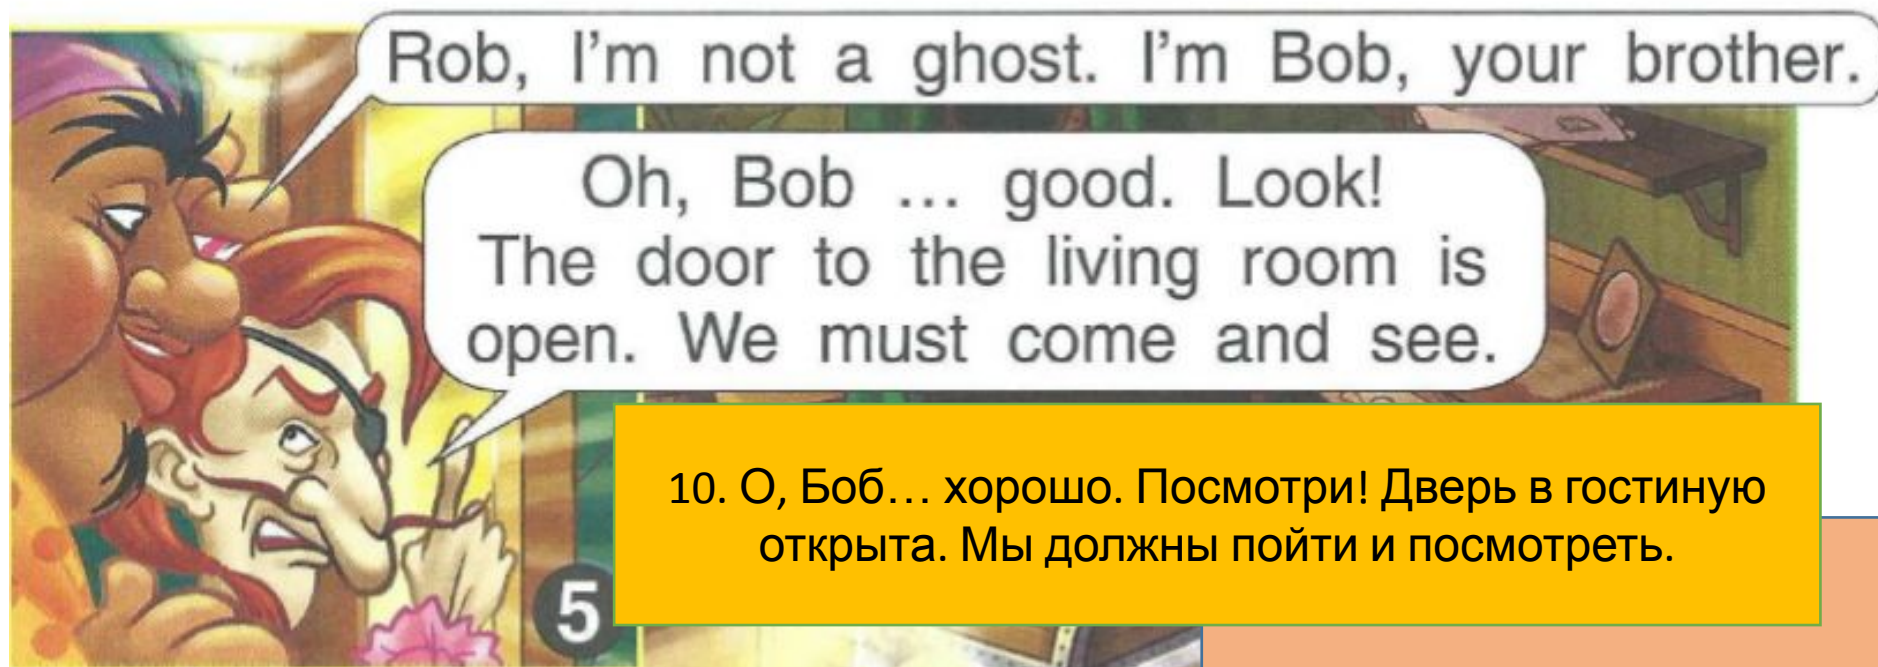 Rob, I'm not a ghost. I'm Bob, your brother.
Oh, Bob ... good. Look!
The door to the living room is
open. We must come and see.
10. О, Боб... хорошо. Посмотри! Дверь в гостиную
открыта. Мы должны пойти и посмотреть.
5